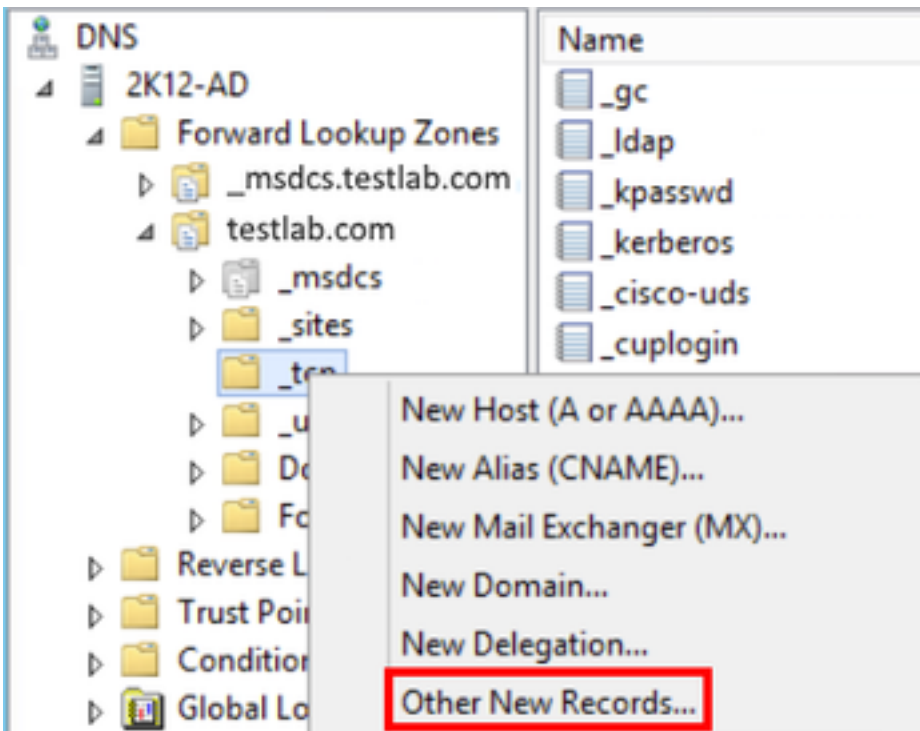 DNS
2K12-AD
Forward Lookup Zones
_msdcs.testlab.com
testlab.com
_msdcs
_sites
_tcp
Reverse L
Trust Poi
Condition
Global Lo
Name
_gc
_ldap
_kpasswd
_kerberos
_cisco-uds
_cuplogin
New Host (A or AAAA)...
New Alias (CNAME)...
New Mail Exchanger (MX)...
New Domain...
New Delegation...
Other New Records...